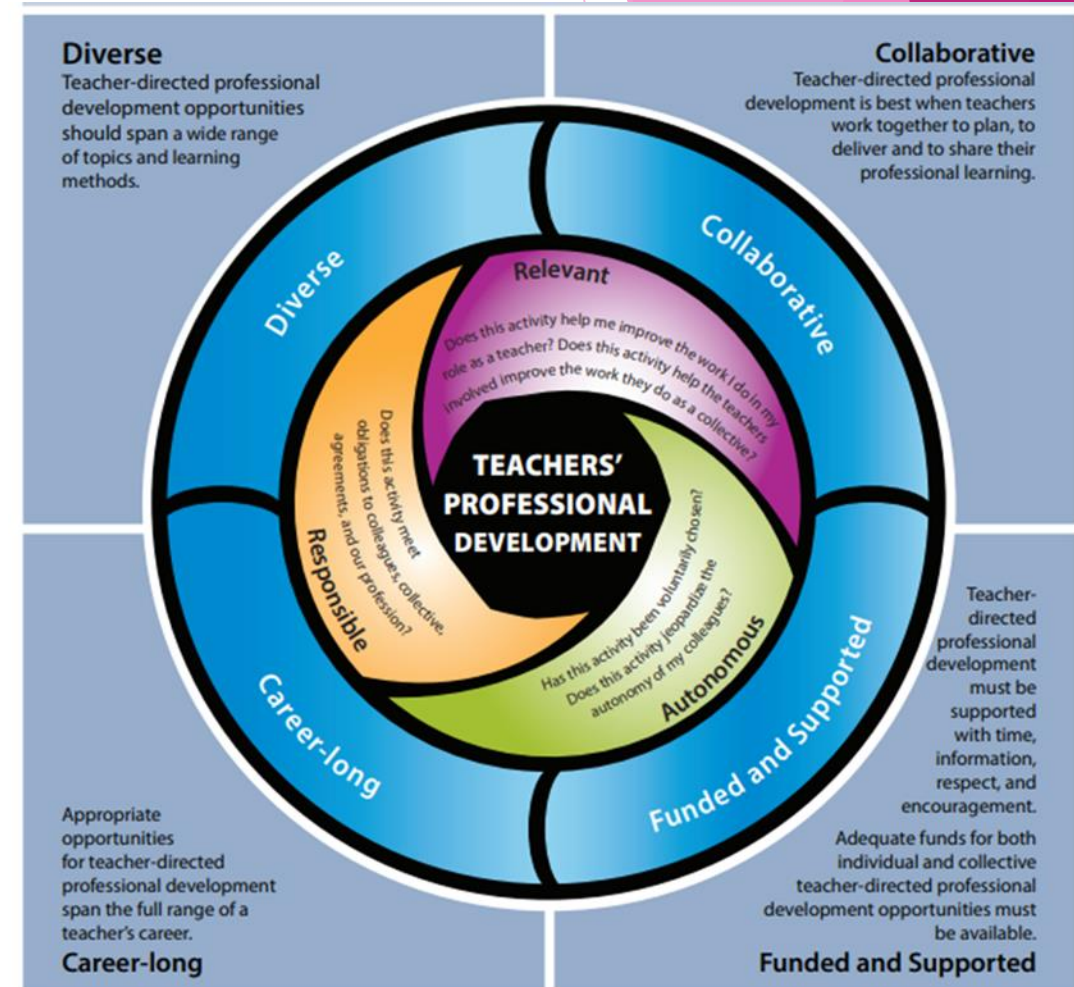 Diverse
Teacher-directed professional
development opportunities
should span a wide range
of topics and learning
methods.
Collaborative
Teacher-directed professional
development is best when teachers
work together to plan, to
deliver and to share their
professional learning.
Diverse
Collaborative
Relevant
Does this activity help me improve the work I do in my
role as a teacher? Does this activity help the teachers
involved improve the work they do as a collective?
TEACHERS'
PROFESSIONAL
DEVELOPMENT
Responsible
Does this activity meet
obligations to colleagues, collective,
agreements, and our profession?
Has this activity been voluntarily chosen?
Does this activity jeopardize the
autonomy of my colleagues?
Autonomous
Career-long
Funded and Supported
Appropriate
opportunities
for teacher-directed
professional development
span the full range of a
teacher's career.
Career-long
Teacher-
directed
professional
development
must be
supported
with time,
information,
respect, and
encouragement.
Adequate funds for both
individual and collective
teacher-directed professional
development opportunities must
be available.
Funded and Supported